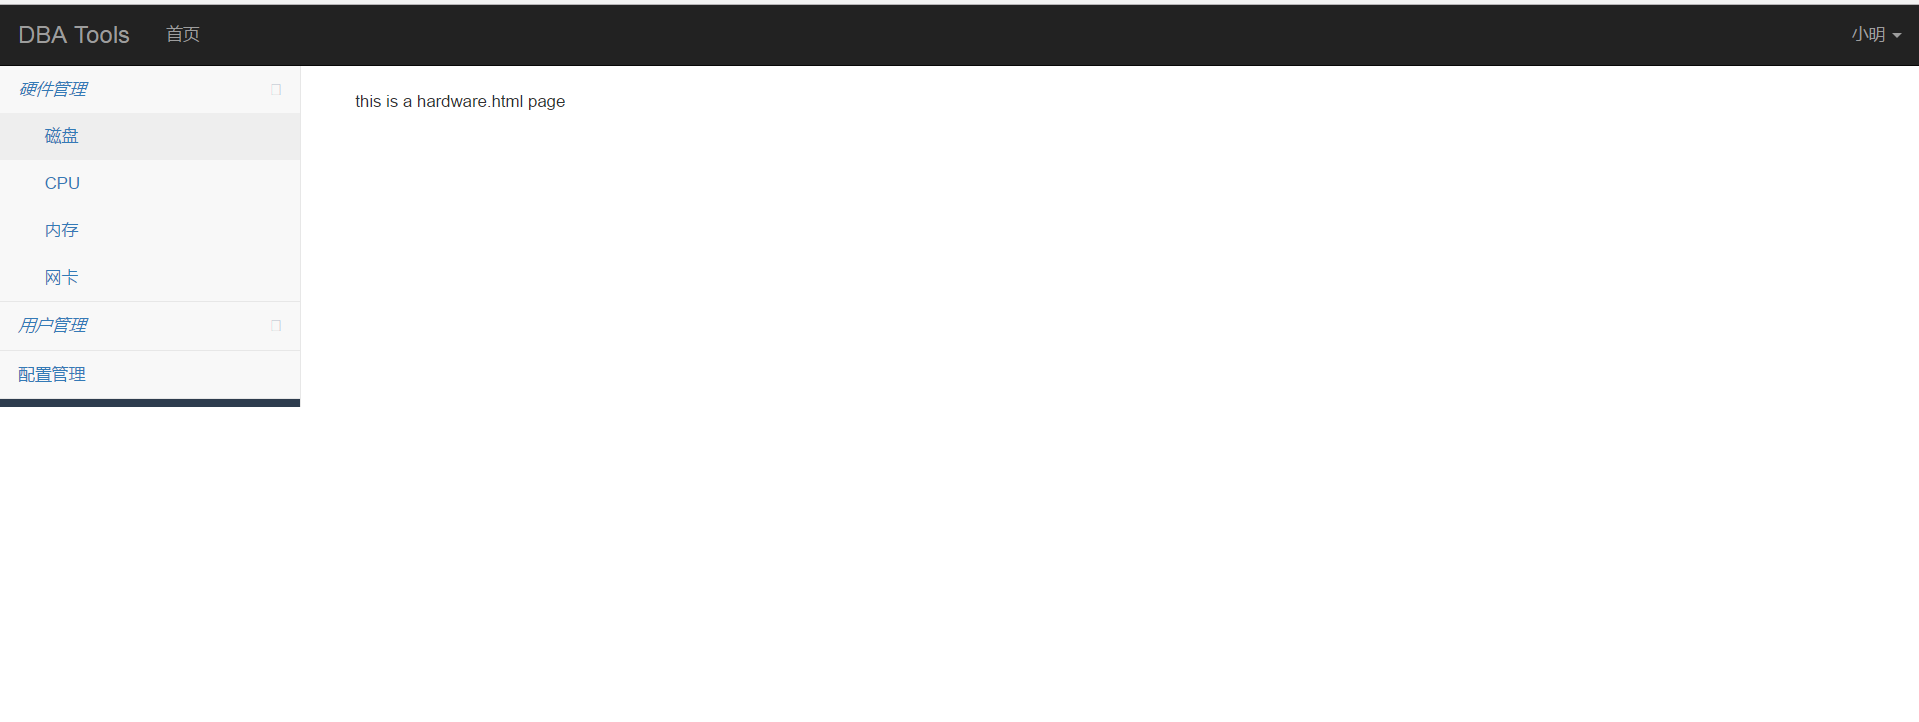 DBA Tools 首页 小明
硬件管理
this is a hardware.html page
磁盘
CPU
内存
网卡
用户管理
配置管理